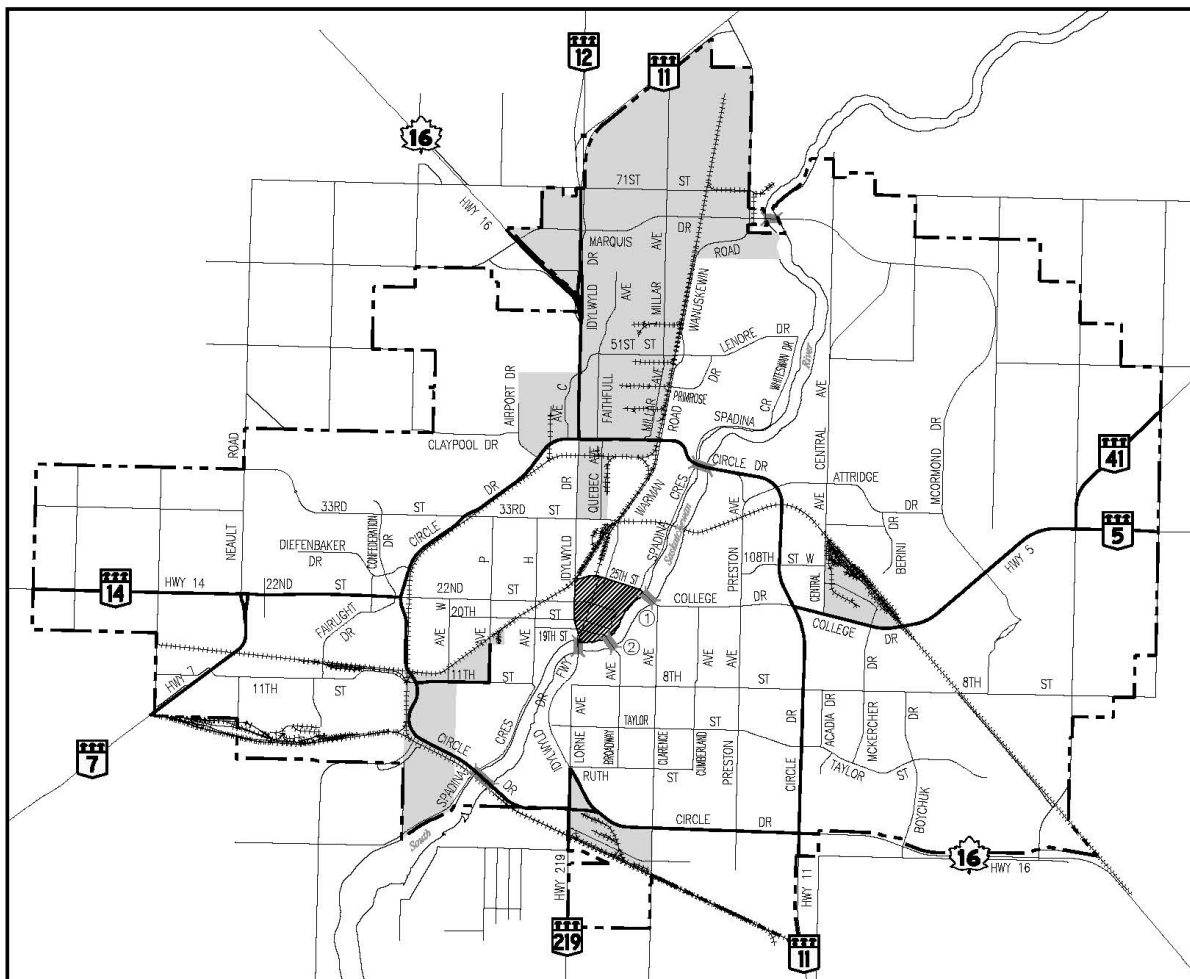 12
11
16
HWY 16
71ST ST
MARQUIS DR
ROAD
IDYLWYLD DR
AVE
MILLAR AVE
WANUSKEWIN
51ST ST
LENORE DR
WHITESWAN DR
River
AIRPORT DR
AVE C
FAITHFULL
MILLAR AVE
ROAD
PRIMROSE DR
SPADINA CR
CENTRAL AVE
MCORMOND DR
CLAYPOOL DR
ROAD
NEAULT
CIRCLE DR
QUEBEC AVE
IDYLWYLD DR
WARMAN
SPADINA CRES
Saskatchewan
CIRCLE DR
ATTRIDGE DR
41
5
HWY 5
33RD ST
33RD ST
DIEFENBAKER DR
CONFEDERATION DR
PRESTON AVE
108TH ST W
CENTRAL AVE
BERINI DR
14
HWY 14
22ND ST
22ND ST
P
H
25TH ST
COLLEGE DR
1
COLLEGE DR
FAIRLIGHT DR
W
20TH ST
AVE
AVE
AVE
19TH ST
2
HWY 7
11TH ST
11TH ST
FWY
AVE
AVE
AVE
AVE
8TH ST
8TH ST
7
CIRCLE DR
SPADINA CRES
South
IDYLWYLD DR
LORNE AVE
BROADWAY
TAYLOR ST
CLARENCE
CUMBERLAND
PRESTON
RUTH ST
CIRCLE DR
ACADIA DR
MCKERCHER DR
TAYLOR ST
BOYCHUK DR
CIRCLE DR
16
HWY 16
HWY 219
HWY 11
219
11